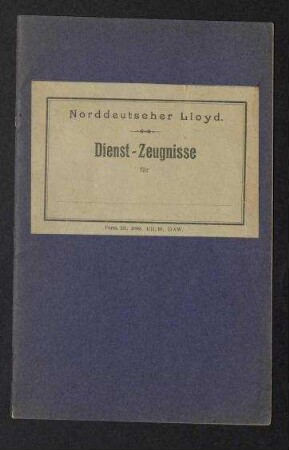 Norddeutscher Lloyd.
Dienst-Zeugnisse
für